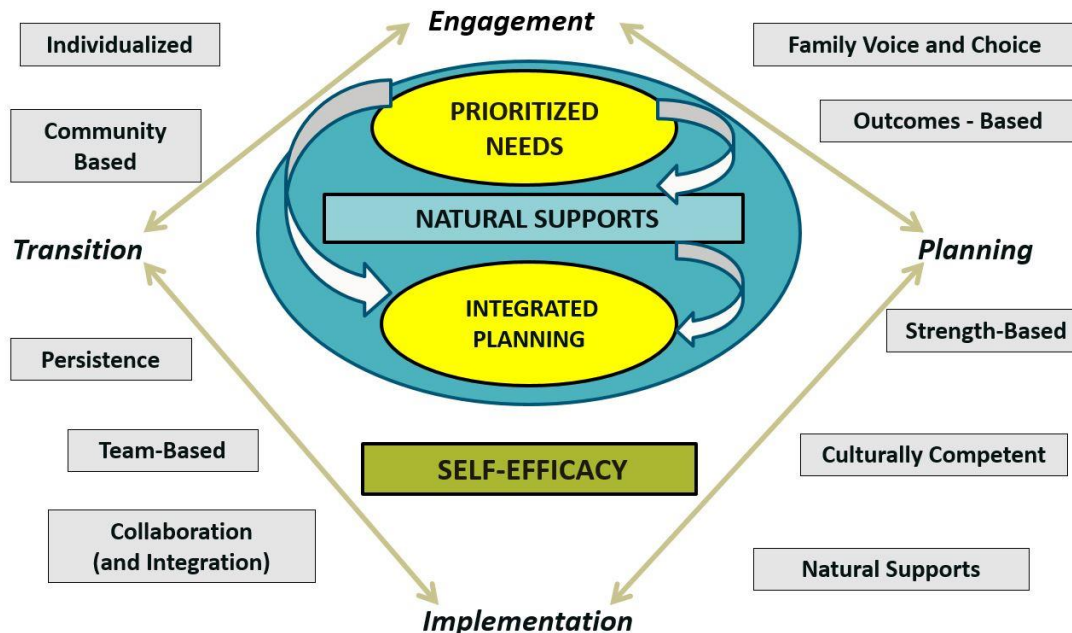 Engagement
Individualized
Family Voice and Choice
PRIORITIZED
NEEDS
Community
Based
Outcomes - Based
NATURAL SUPPORTS
Transition
Planning
INTEGRATED
PLANNING
Strength-Based
Persistence
Team-Based
SELF-EFFICACY
Culturally Competent
Collaboration
(and Integration)
Natural Supports
Implementation